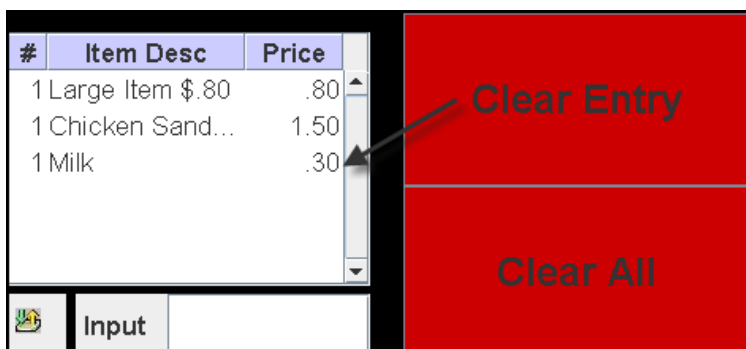 # Item Desc Price
1 Large Item $.80 .80
1 Chicken Sand... 1.50
1 Milk .30
Input
Clear Entry
Clear All